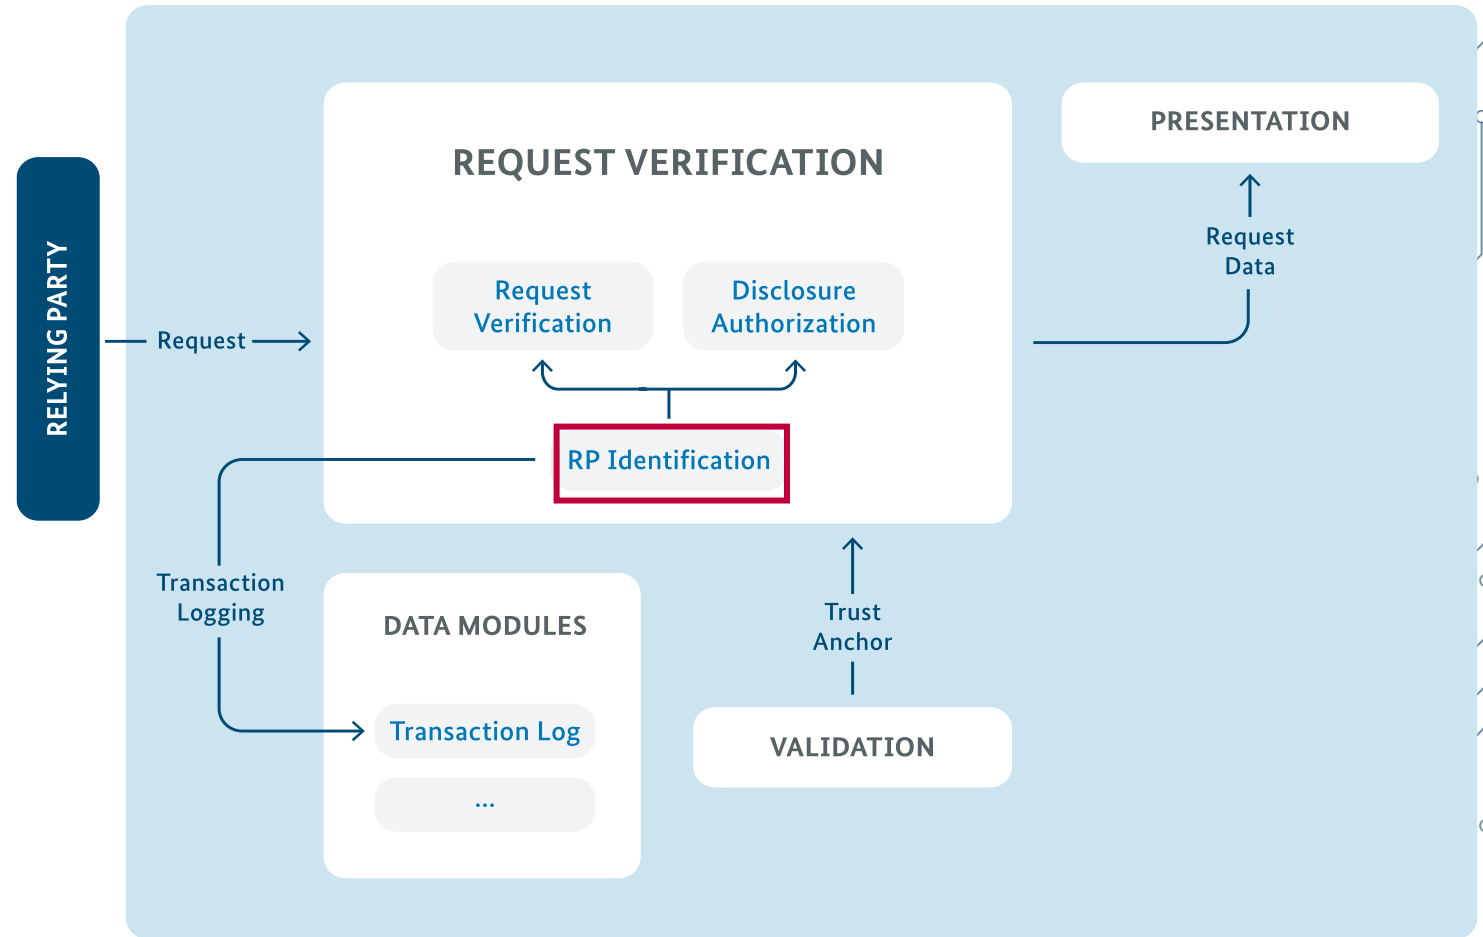 RELYING PARTY
Request
REQUEST VERIFICATION
Request
Verification
Disclosure
Authorization
RP Identification
PRESENTATION
Request
Data
Transaction
Logging
DATA MODULES
Transaction Log
...
Trust
Anchor
VALIDATION